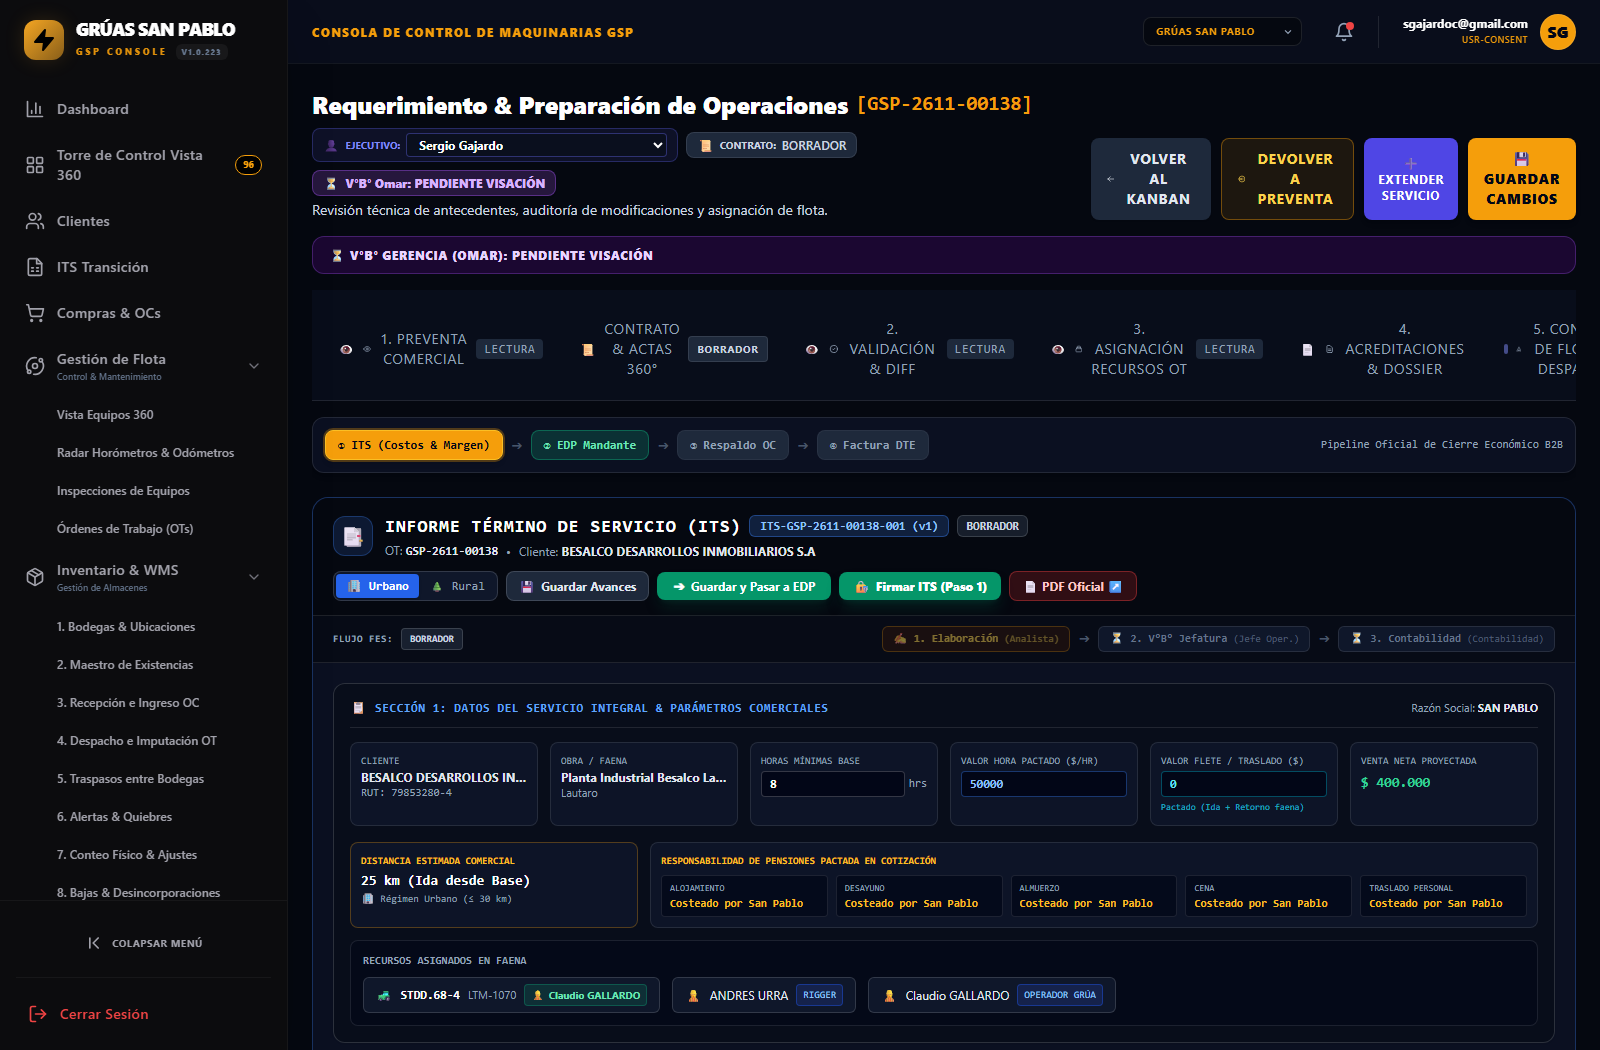 GRÚAS SAN PABLO
GSP CONSOLE V1.0.223
Dashboard
Torre de Control Vista 360
96
Clientes
ITS Transición
Compras & OCs
Gestión de Flota
Control & Mantenimiento
Vista Equipos 360
Radar Horómetros & Odómetros
Inspecciones de Equipos
Órdenes de Trabajo (OTs)
Inventario & WMS
Gestión de Almacenes
1. Bodegas & Ubicaciones
2. Maestro de Existencias
3. Recepción e Ingreso OC
4. Despacho e Imputación OT
5. Traspasos entre Bodegas
6. Alertas & Quiebres
7. Conteo Físico & Ajustes
8. Bajas & Desincorporaciones
COLAPSAR MENÚ
Cerrar Sesión
CONSOLA DE CONTROL DE MAQUINARIAS GSP
GRÚAS SAN PABLO
sgajardoc@gmail.com
USR-CONSENT
SG
Requerimiento & Preparación de Operaciones [GSP-2611-00138]
EJECUTIVO: Sergio Gajardo
CONTRATO: BORRADOR
V°B° Omar: PENDIENTE VISACIÓN
Revisión técnica de antecedentes, auditoría de modificaciones y asignación de flota.
← VOLVER AL KANBAN
DEVOLVER A PREVENTA
EXTENDER SERVICIO
GUARDAR CAMBIOS
V°B° GERENCIA (OMAR): PENDIENTE VISACIÓN
1. PREVENTA COMERCIAL LECTURA
CONTRATO & ACTAS 360° BORRADOR
2. VALIDACIÓN & DIFF LECTURA
3. ASIGNACIÓN RECURSOS OT LECTURA
4. ACREDITACIONES & DOSSIER
5. CON
DE FLO
DESPA
① ITS (Costos & Margen) → ② EDP Mandante → ③ Respaldo OC → ④ Factura DTE
Pipeline Oficial de Cierre Económico B2B
INFORME TÉRMINO DE SERVICIO (ITS) ITS-GSP-2611-00138-001 (v1) BORRADOR
OT: GSP-2611-00138 • Cliente: BESALCO DESARROLLOS INMOBILIARIOS S.A
Urbano
Rural
Guardar Avances
➔ Guardar y Pasar a EDP
Firmar ITS (Paso 1)
PDF Oficial
FLUJO FES: BORRADOR
1. Elaboración (Analista) → 2. V°B° Jefatura (Jefe Oper.) → 3. Contabilidad (Contabilidad)
SECCIÓN 1: DATOS DEL SERVICIO INTEGRAL & PARÁMETROS COMERCIALES
Razón Social: SAN PABLO
CLIENTE
BESALCO DESARROLLOS IN...
RUT: 79853280-4
OBRA / FAENA
Planta Industrial Besalco La...
Lautaro
HORAS MÍNIMAS BASE
8 hrs
VALOR HORA PACTADO ($/HR)
50000
VALOR FLETE / TRASLADO ($)
0
Pactado (Ida + Retorno faena)
VENTA NETA PROYECTADA
$ 400.000
DISTANCIA ESTIMADA COMERCIAL
25 km (Ida desde Base)
Régimen Urbano (≤ 30 km)
RESPONSABILIDAD DE PENSIONES PACTADA EN COTIZACIÓN
ALOJAMIENTO
Costeado por San Pablo
DESAYUNO
Costeado por San Pablo
ALMUERZO
Costeado por San Pablo
CENA
Costeado por San Pablo
TRASLADO PERSONAL
Costeado por San Pablo
RECURSOS ASIGNADOS EN FAENA
STDD.68-4 LTM-1070 Claudio GALLARDO
ANDRES URRA RIGGER
Claudio GALLARDO OPERADOR GRÚA